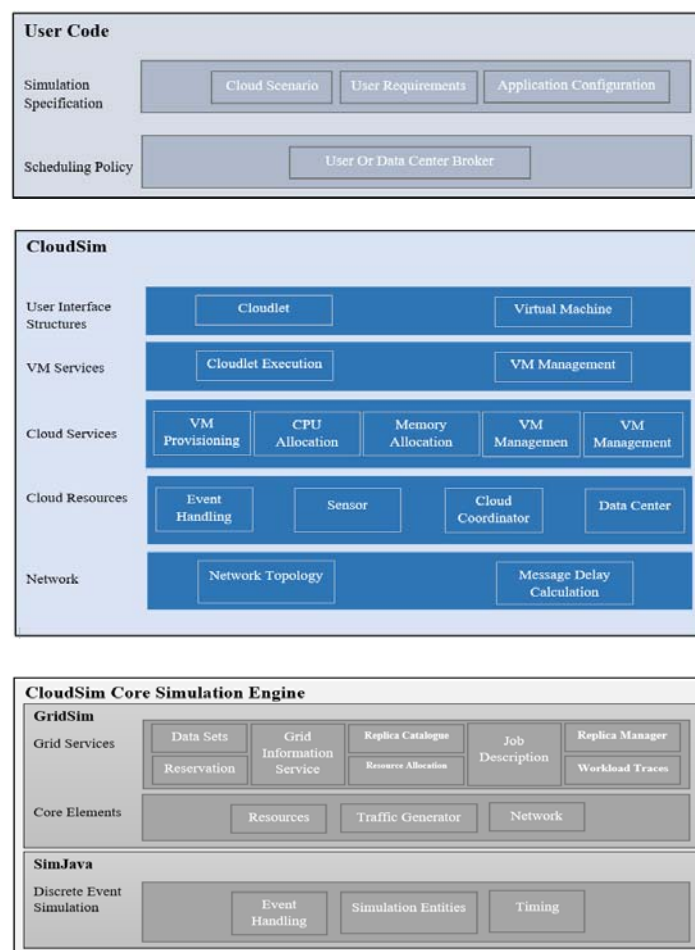 User Code
Simulation
Specification
Cloud Scenario
User Requirements
Application Configuration
Scheduling Policy
User Or Data Center Broker
CloudSim
User Interface
Structures
Cloudlet
Virtual Machine
VM Services
Cloudlet Execution
VM Management
Cloud Services
VM
Provisioning
CPU
Allocation
Memory
Allocation
VM
Managemen
VM
Management
Cloud Resources
Event
Handling
Sensor
Cloud
Coordinator
Data Center
Network
Network Topology
Message Delay
Calculation
CloudSim Core Simulation Engine
GridSim
Grid Services
Data Sets
Reservation
Grid
Information
Service
Replica Catalogue
Resource Allocation
Job
Description
Replica Manager
Workload Traces
Core Elements
Resources
Traffic Generator
Network
SimJava
Discrete Event
Simulation
Event
Handling
Simulation Entities
Timing